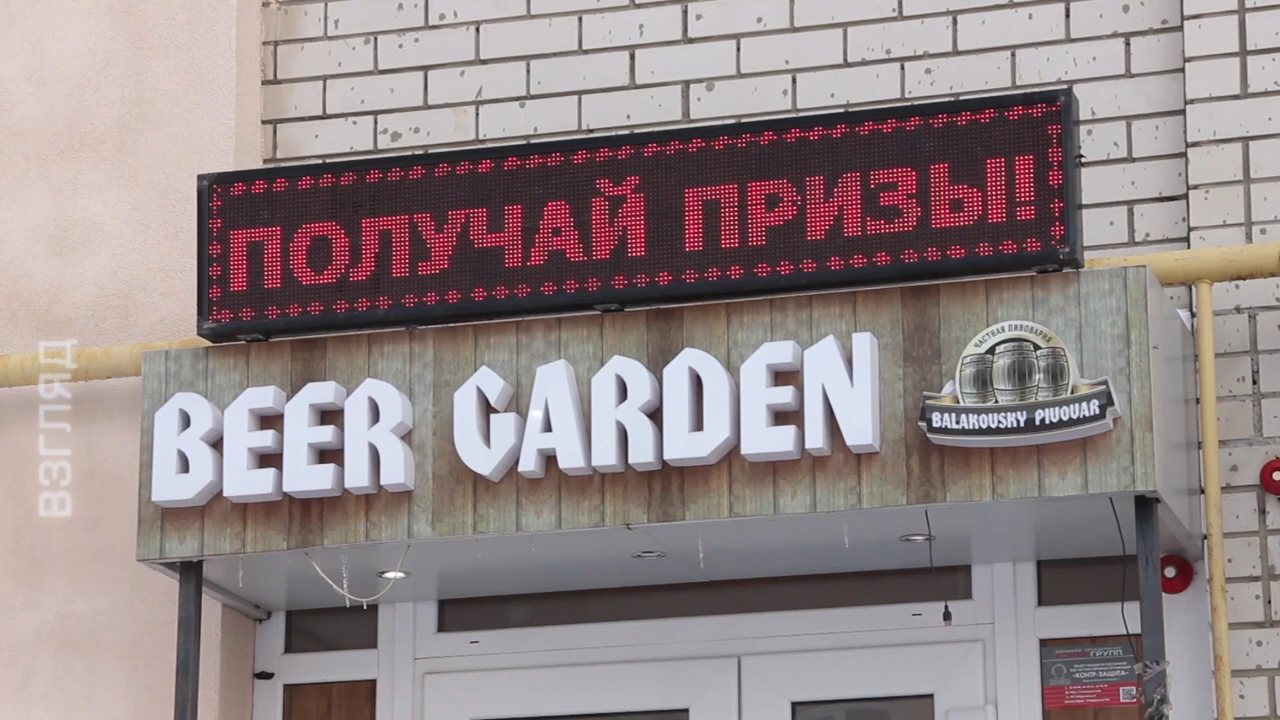 ПОЛУЧАЙ ПРИЗЫ!
BEER GARDEN
ЧАСТНАЯ ПИВОВАРНЯ
BALAKOVSKY PIVOVAR
ВЗГЛЯД
ГРУПП
«КОНТР-ЗАЩИТА»